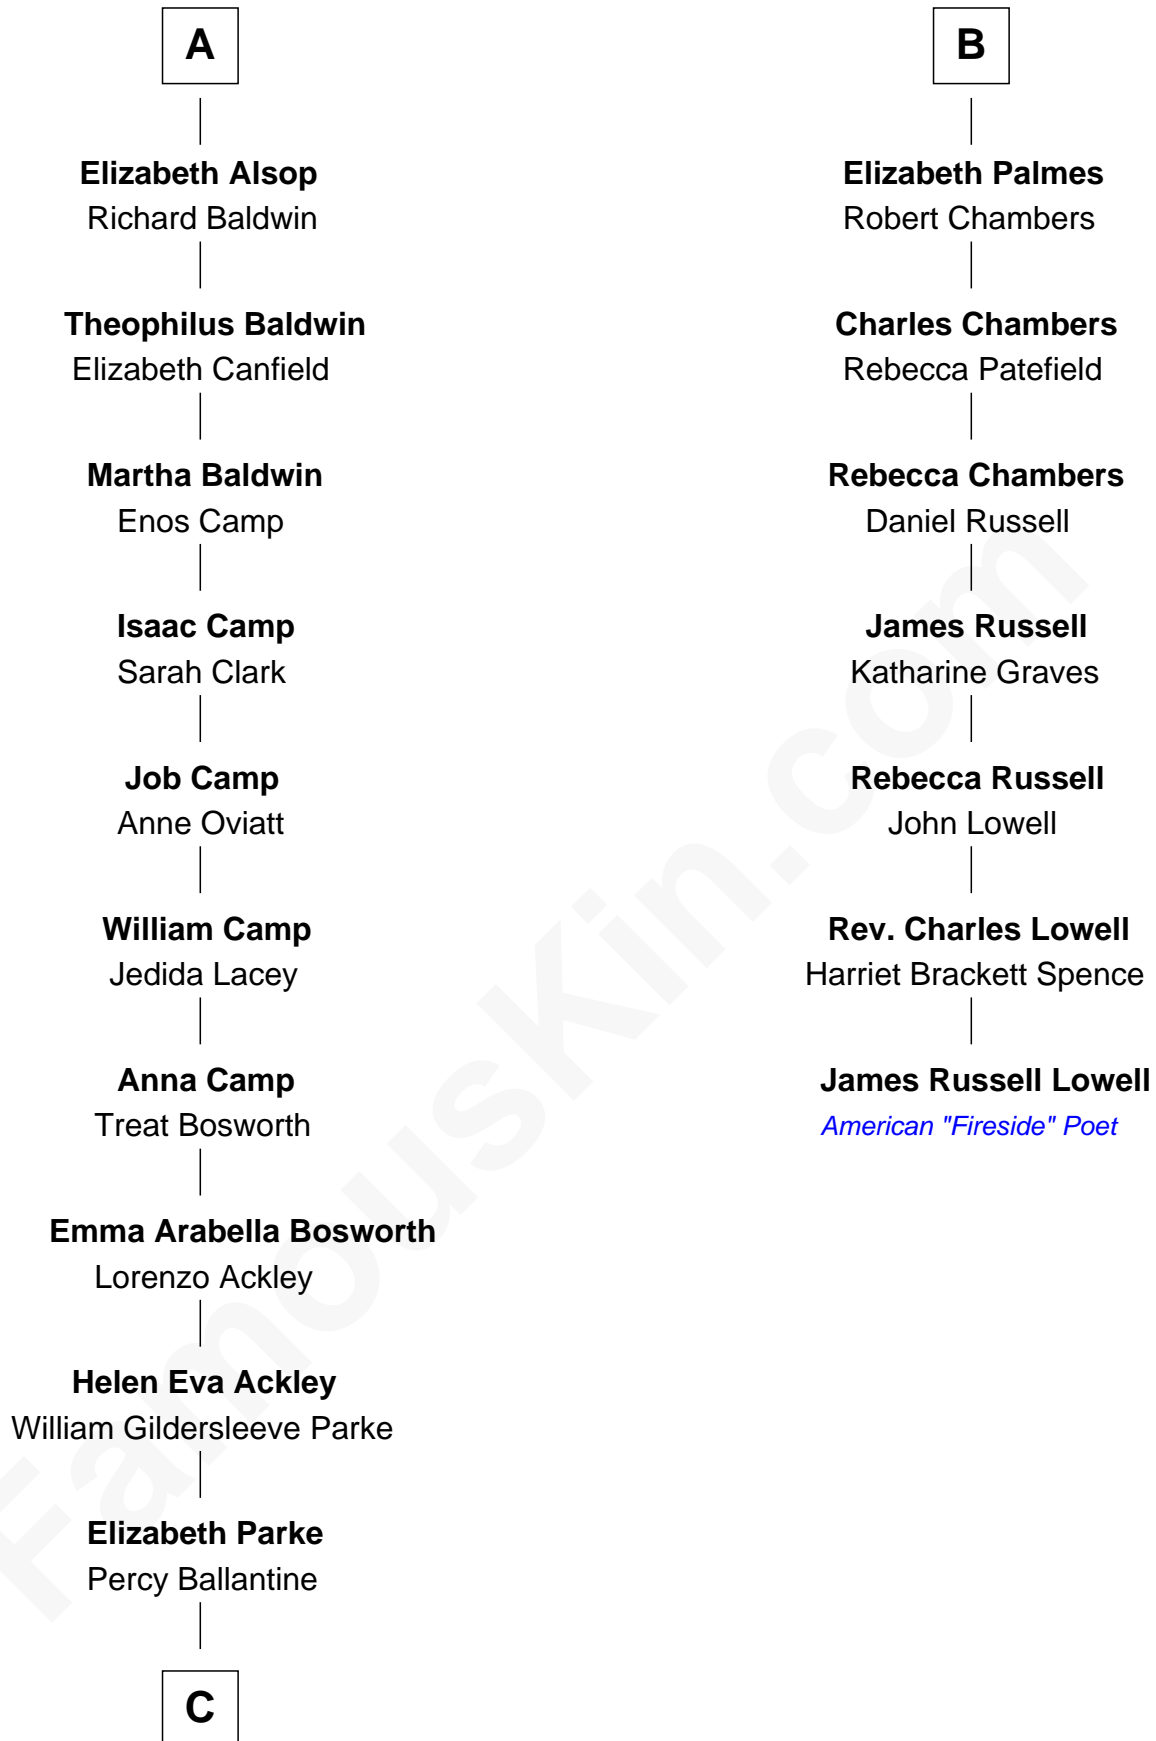 A
Elizabeth Alsop
Richard Baldwin
Theophilus Baldwin
Elizabeth Canfield
Martha Baldwin
Enos Camp
Isaac Camp
Sarah Clark
Job Camp
Anne Oviatt
William Camp
Jedida Lacey
Anna Camp
Treat Bosworth
Emma Arabella Bosworth
Lorenzo Ackley
Helen Eva Ackley
William Gildersleeve Parke
Elizabeth Parke
Percy Ballantine
C
B
Elizabeth Palmes
Robert Chambers
Charles Chambers
Rebecca Patefield
Rebecca Chambers
Daniel Russell
James Russell
Katharine Graves
Rebecca Russell
John Lowell
Rev. Charles Lowell
Harriet Brackett Spence
James Russell Lowell
American "Fireside" Poet
FamousKin.com